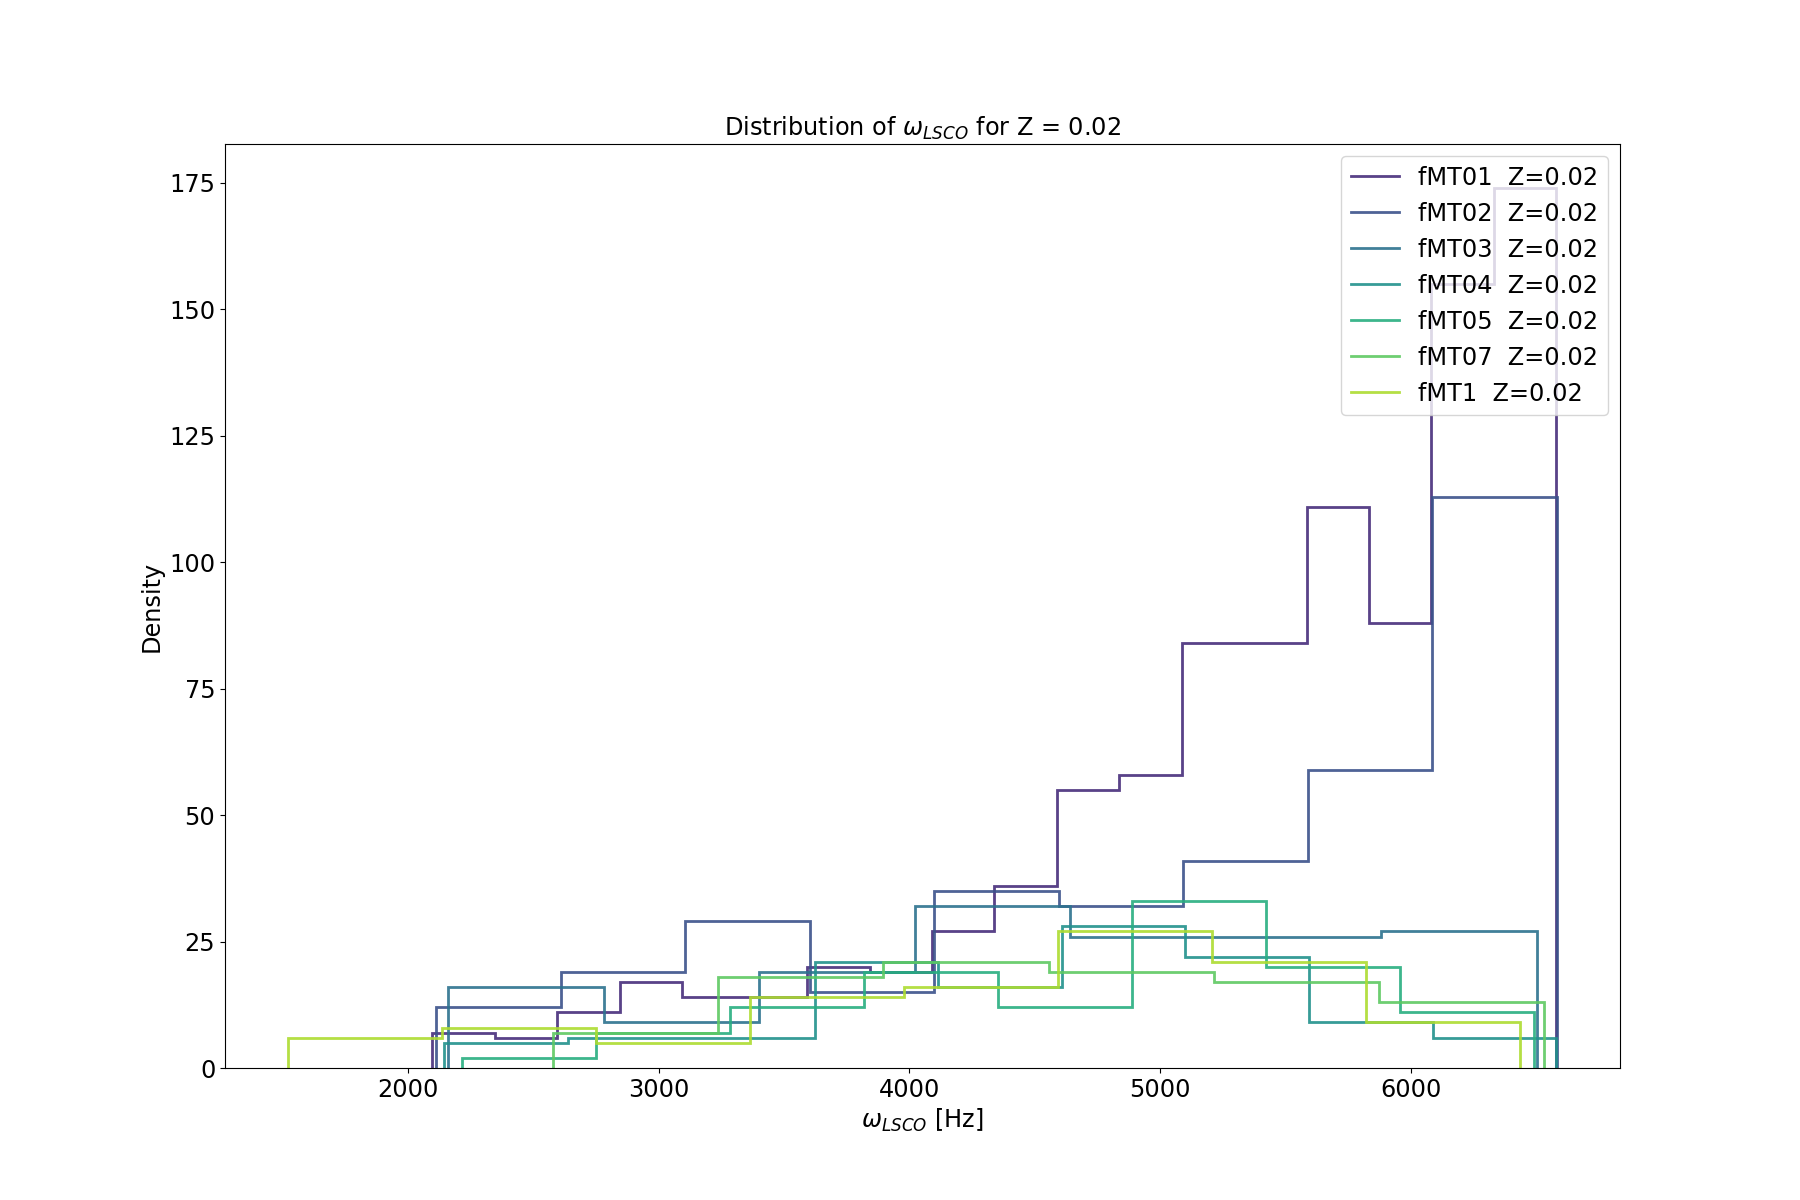 Distribution of ω_LSCO for Z = 0.02
175
150
125
100
75
50
25
0
Density
fMT01 Z=0.02
fMT02 Z=0.02
fMT03 Z=0.02
fMT04 Z=0.02
fMT05 Z=0.02
fMT07 Z=0.02
fMT1 Z=0.02
2000 3000 4000 5000 6000
ω_LSCO [Hz]